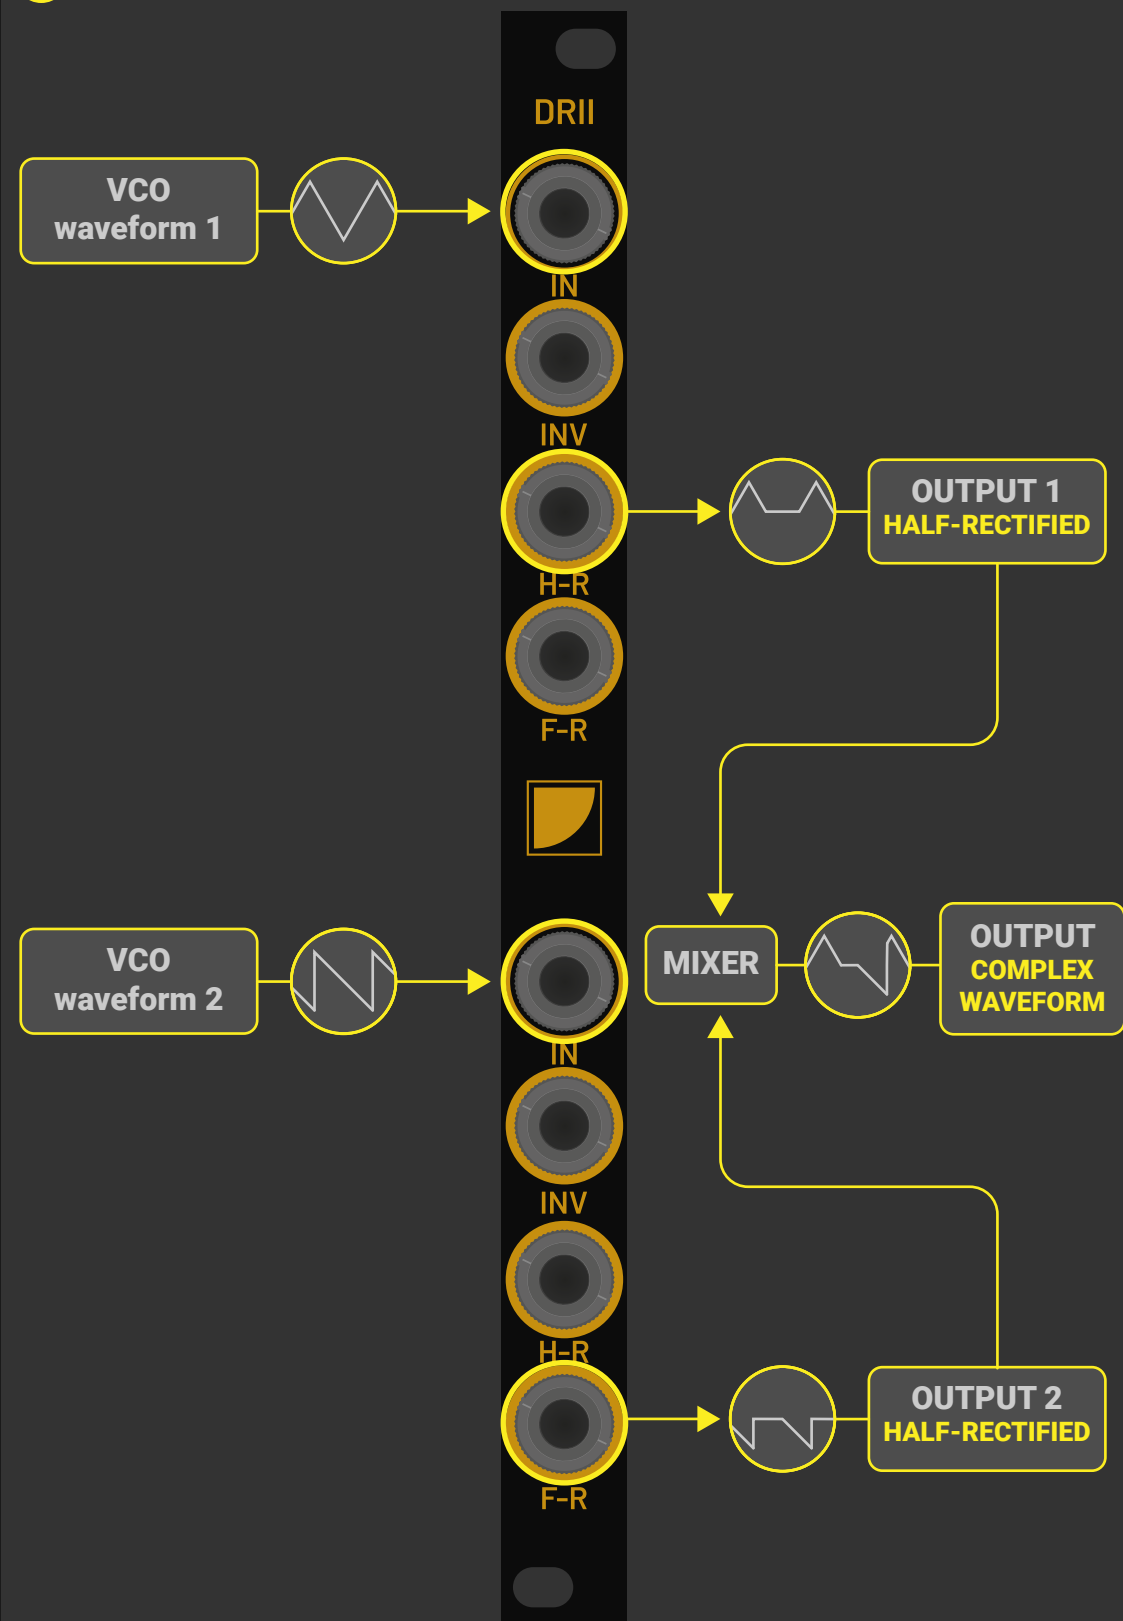 DRII
VCO
waveform 1
IN
INV
OUTPUT 1
HALF-RECTIFIED
H-R
F-R
VCO
waveform 2
MIXER
OUTPUT
COMPLEX
WAVEFORM
IN
INV
H-R
OUTPUT 2
HALF-RECTIFIED
F-R